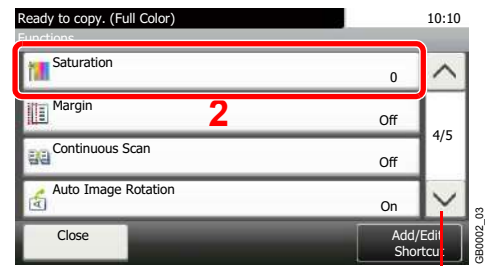 Ready to copy. (Full Color)
10:10
Functions
Saturation
0
Margin
2
Off
4/5
Continuous Scan
Off
Auto Image Rotation
On
Close
Add/Edit
Shortcut
GB0002_03